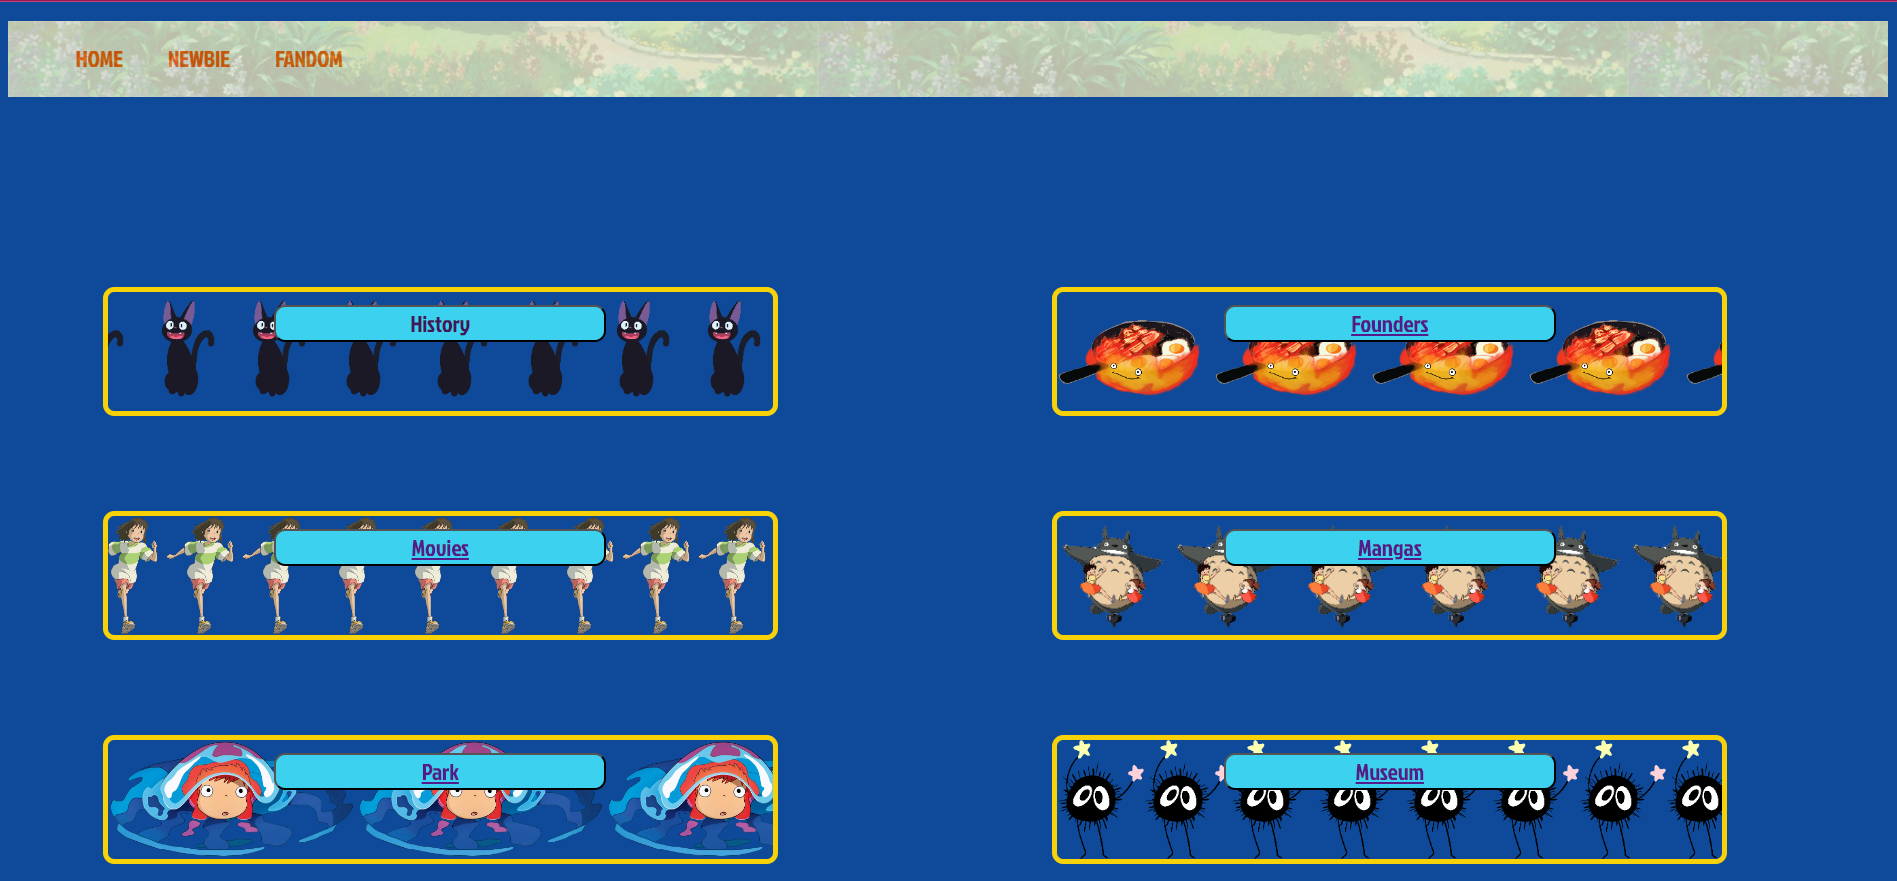 HOME NEWBIE FANDOM
History
Founders
Movies
Mangas
Park
Museum